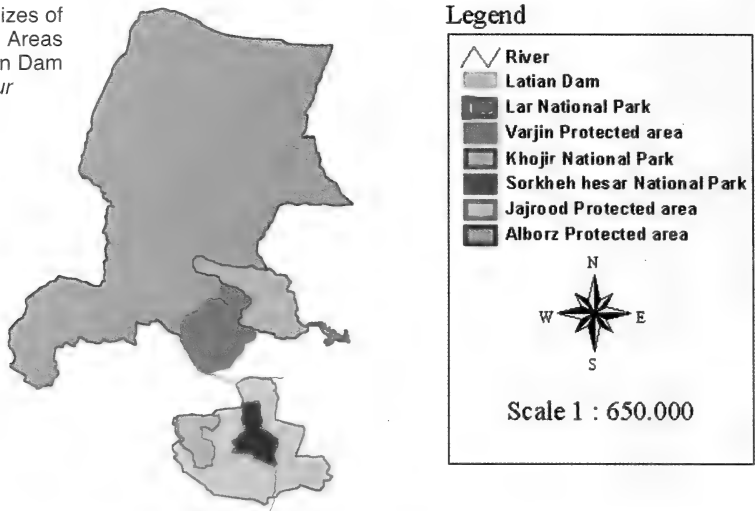 izes of
Areas
n Dam
ur
Legend
River
Latian Dam
Lar National Park
Varjin Protected area
Khojir National Park
Sorkheh hesar National Park
Jajrood Protected area
Alborz Protected area
N
W E
S
Scale 1 : 650.000